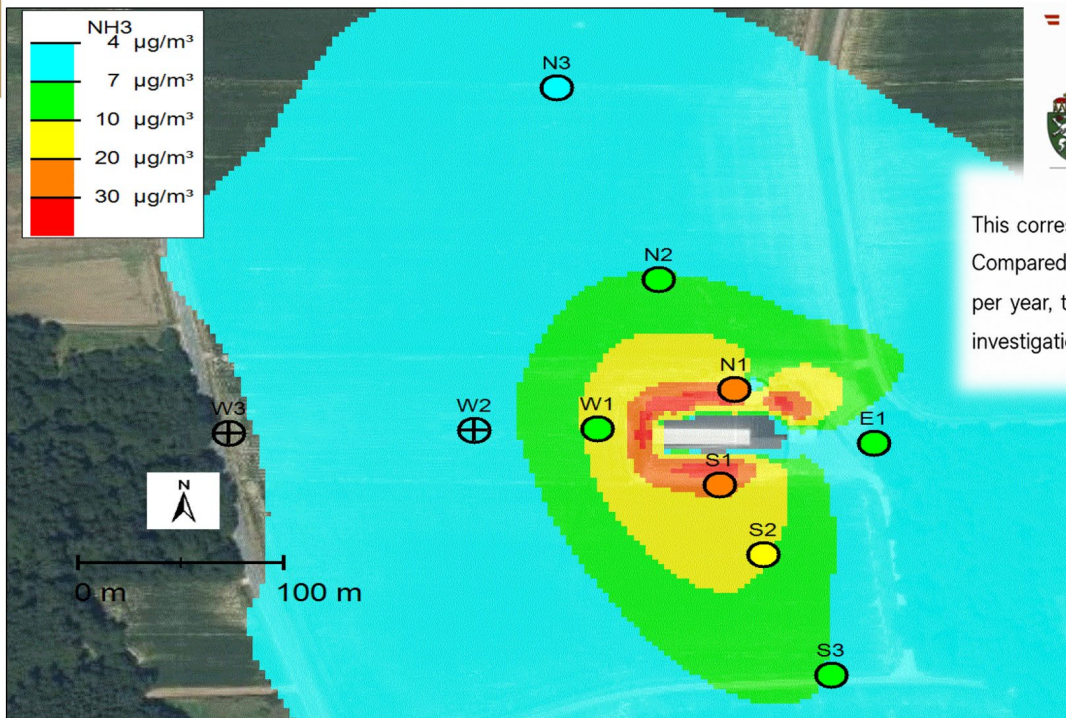 NH3
4 µg/m³
7 µg/m³
10 µg/m³
20 µg/m³
30 µg/m³
N3
N2
N1
W3
W2
W1
E1
S1
S2
S3
N
0 m
100 m
This corres
Compared
per year, t
investigati